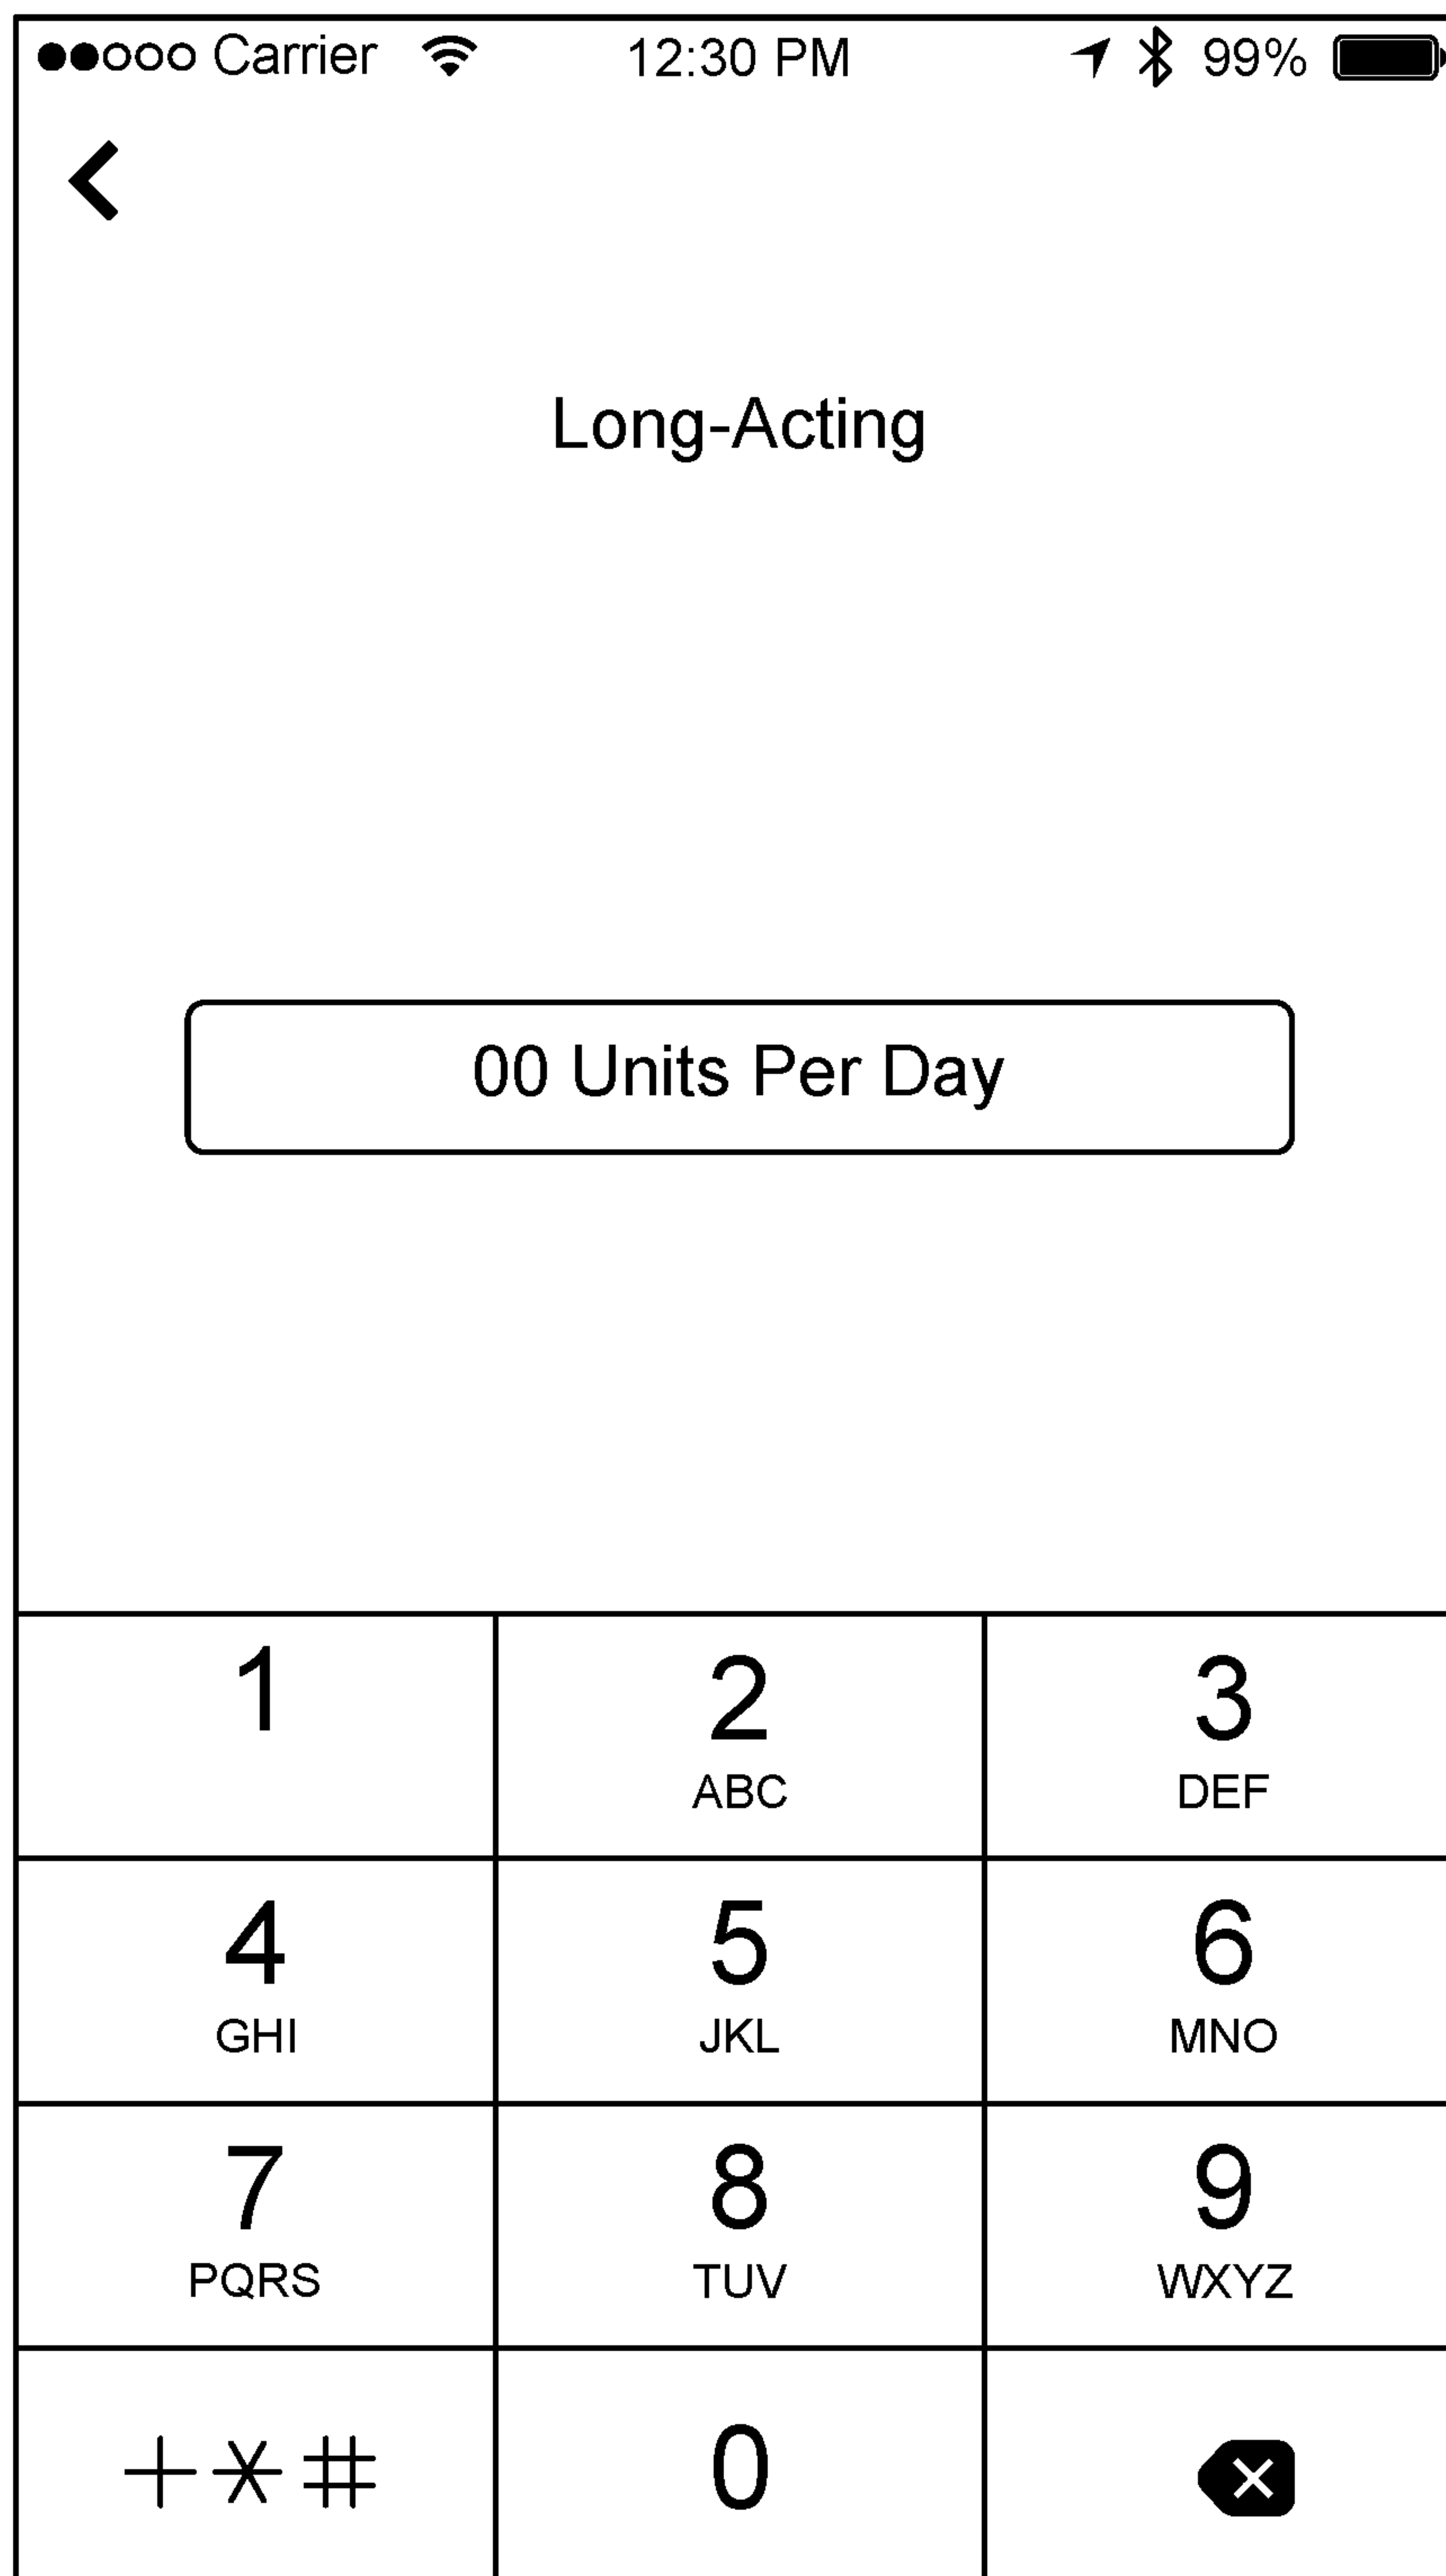 Carrier 12:30 PM 99%
Long-Acting
00 Units Per Day
1 2 3
ABC DEF
4 5 6
GHI JKL MNO
7 8 9
PQRS TUV WXYZ
+*# 0